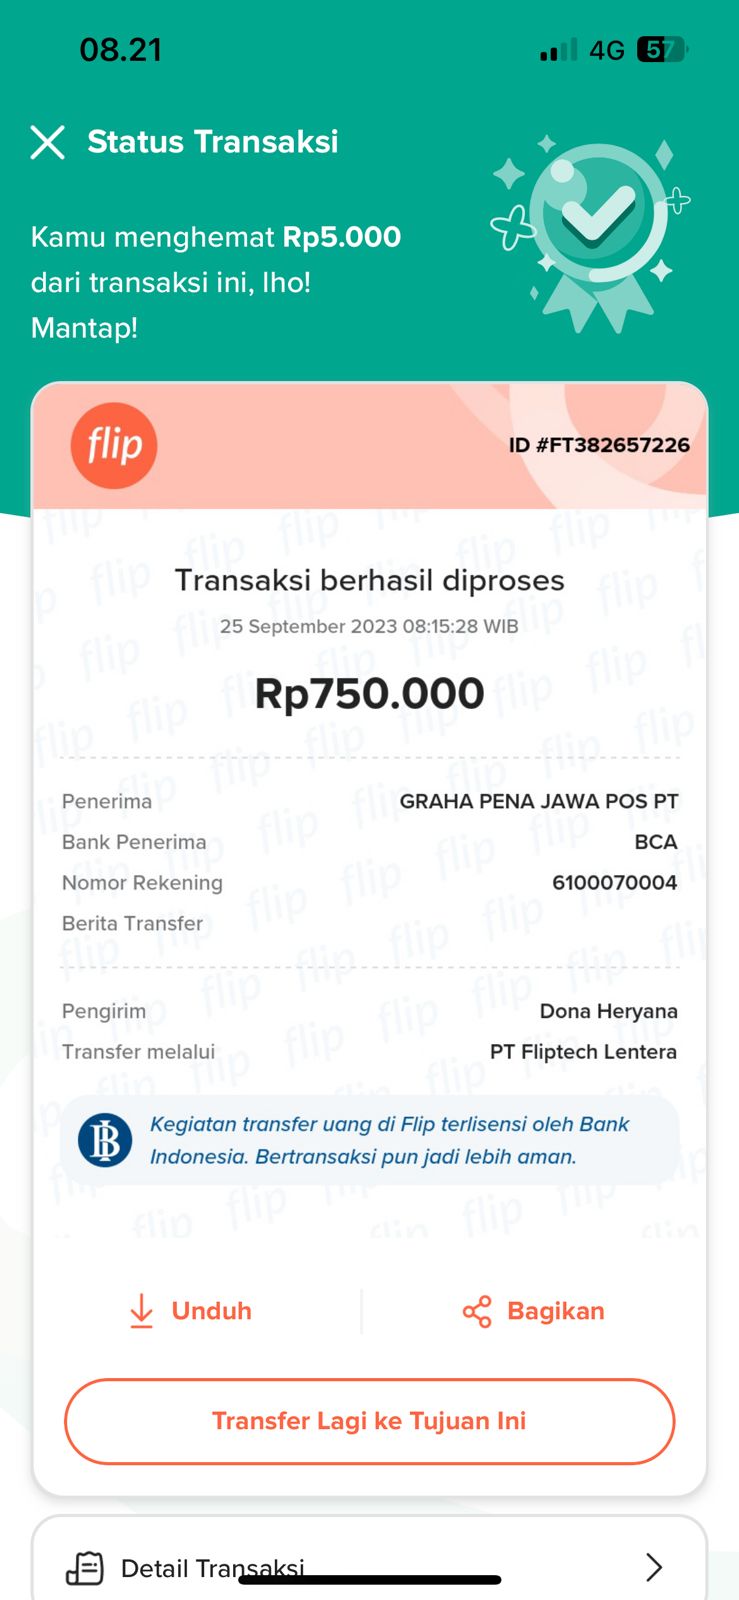 08.21
4G 57
Status Transaksi
Kamu menghemat Rp5.000
dari transaksi ini, lho!
Mantap!
flip
ID #FT382657226
Transaksi berhasil diproses
25 September 2023 08:15:28 WIB
Rp750.000
Penerima GRAHA PENA JAWA POS PT
Bank Penerima BCA
Nomor Rekening 6100070004
Berita Transfer
Pengirim Dona Heryana
Transfer melalui PT Fliptech Lentera
Kegiatan transfer uang di Flip terlisensi oleh Bank
Indonesia. Bertransaksi pun jadi lebih aman.
Unduh
Bagikan
Transfer Lagi ke Tujuan Ini
Detail Transaksi